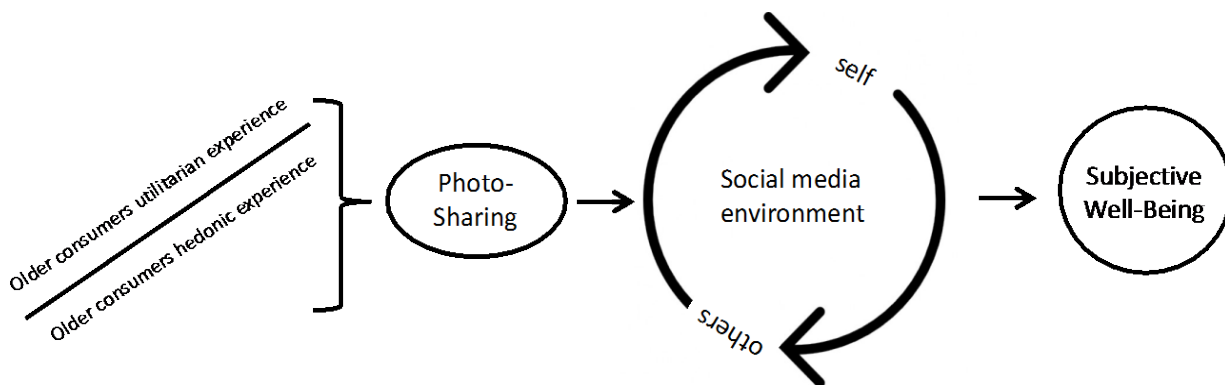 Older consumers utilitarian experience
Older consumers hedonic experience
Photo-
Sharing
self
Social media
environment
others
Subjective
Well-Being